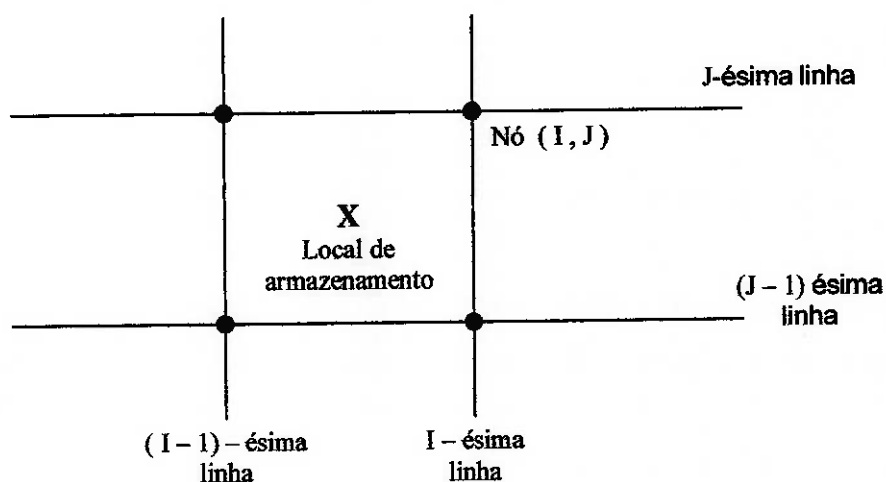 J-ésima linha
Nó ( I , J )
X
Local de
armazenamento
(J – 1) ésima
linha
( I – 1) – ésima
linha
I – ésima
linha